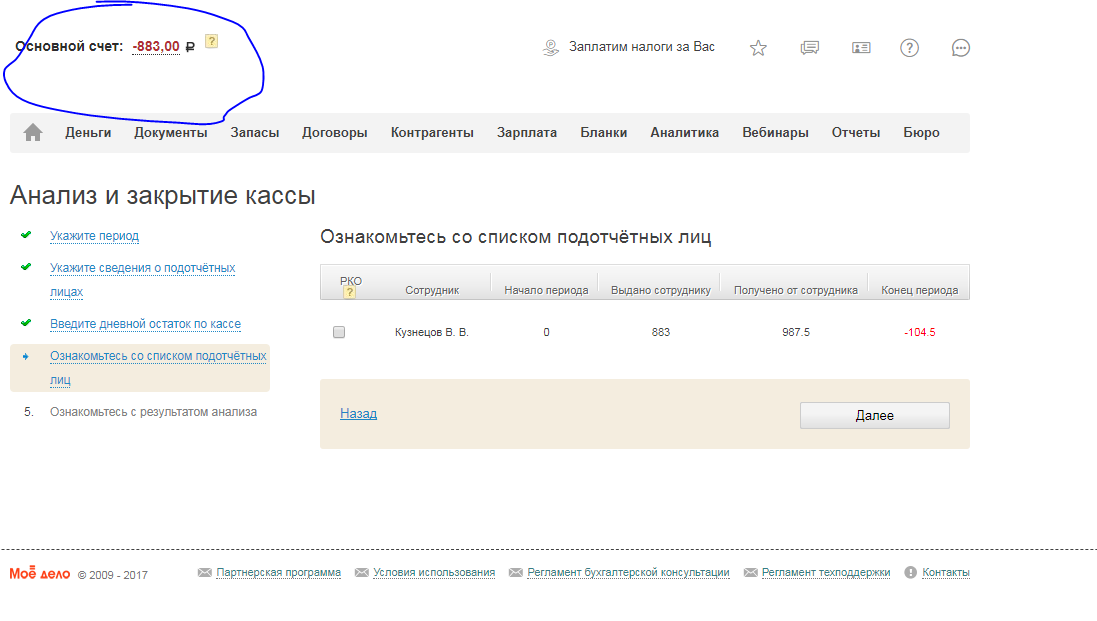 Основной счет: -883,00 ₽ ?
Заплатим налоги за Вас
Деньги Документы Запасы Договоры Контрагенты Зарплата Бланки Аналитика Вебинары Отчеты Бюро
Анализ и закрытие кассы
Укажите период
Укажите сведения о подотчётных
лицах
Введите дневной остаток по кассе
Ознакомьтесь со списком подотчётных
лиц
5. Ознакомьтесь с результатом анализа
Ознакомьтесь со списком подотчётных лиц
РКО ? Сотрудник Начало периода Выдано сотруднику Получено от сотрудника Конец периода
Кузнецов В. В. 0 883 987.5 -104.5
Назад Далее
Моё дело © 2009 - 2017 Партнерская программа Условия использования Регламент бухгалтерской консультации Регламент техподдержки Контакты